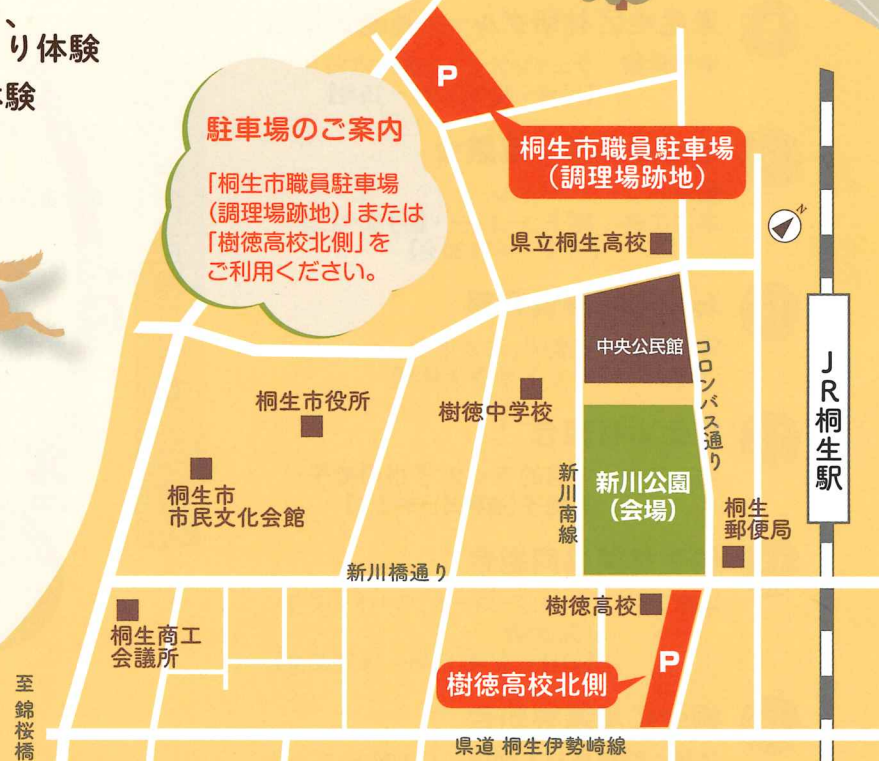 、
り体験
験
駐車場のご案内
「桐生市職員駐車場
（調理場跡地）」または
「樹徳高校北側」を
ご利用ください。
P
桐生市職員駐車場
（調理場跡地）
N
県立桐生高校
中央公民館
コロンバス通り
JR桐生駅
桐生市役所
樹徳中学校
桐生市
市民文化会館
新川南線
新川公園
（会場）
桐生
郵便局
新川橋通り
樹徳高校
桐生商工
会議所
P
樹徳高校北側
至 錦桜橋
県道 桐生伊勢崎線